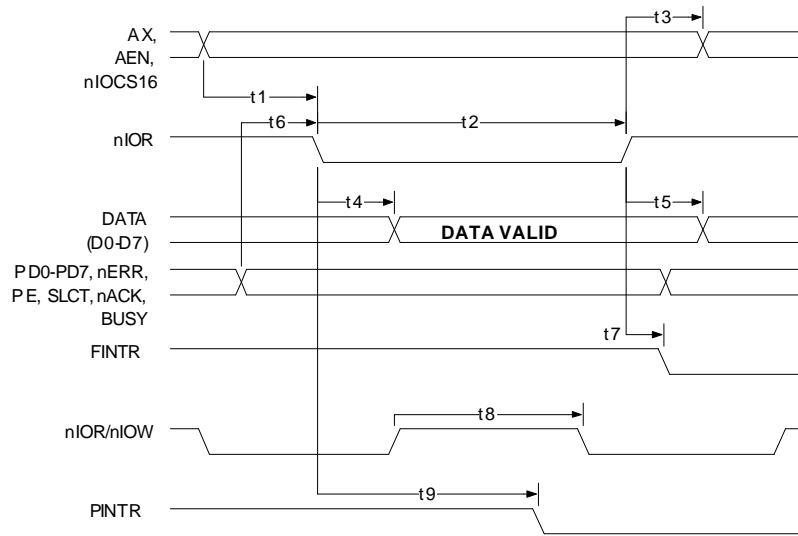 t3
AX,
AEN,
nIOCS16
t1
t6
t2
nIOR
t4
t5
DATA
(D0-D7)
DATA VALID
PD0-PD7, nERR,
PE, SLCT, nACK,
BUSY
t7
FINTR
t8
nIOR/nIOW
t9
PINTR